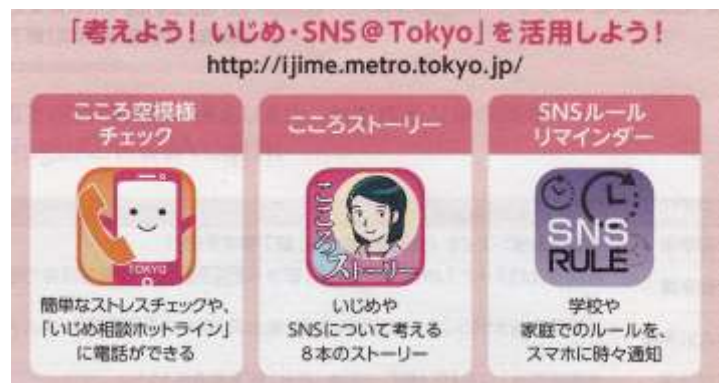 「考えよう! いじめ・SNS@Tokyo」を活用しよう!
http://ijime.metro.tokyo.jp/
こころ空模様
チェック
TOKYO
簡単なストレスチェックや、
「いじめ相談ホットライン」
に電話ができる
こころストーリー
こころ
ストーリー
いじめや
SNSについて考える
8本のストーリー
SNSルール
リマインダー
SNS
RULE
学校や
家庭でのルールを、
スマホに時々通知